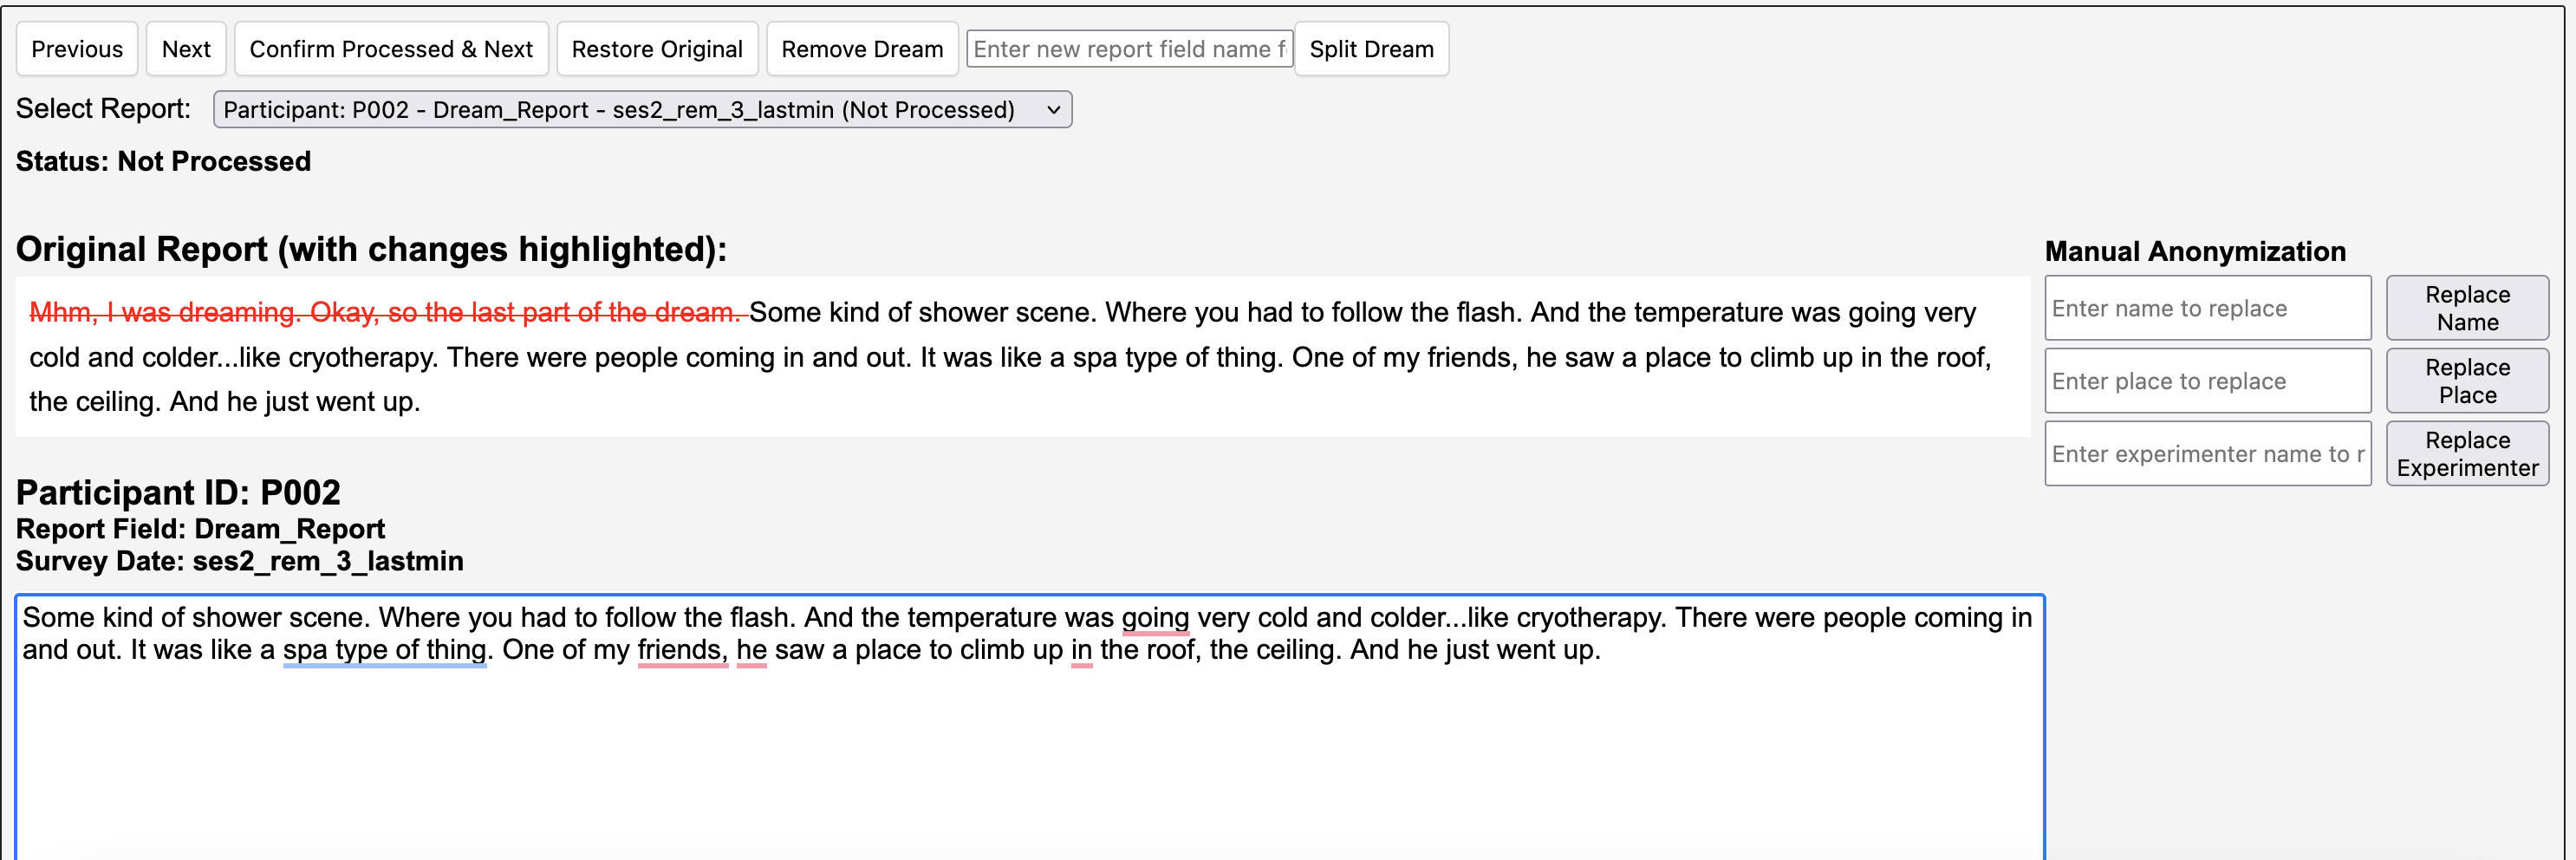 Previous Next Confirm Processed & Next Restore Original Remove Dream Enter new report field name f Split Dream
Select Report: Participant: P002 - Dream_Report - ses2_rem_3_lastmin (Not Processed)
Status: Not Processed
Original Report (with changes highlighted):
Mhm, I was dreaming. Okay, so the last part of the dream. Some kind of shower scene. Where you had to follow the flash. And the temperature was going very
cold and colder...like cryotherapy. There were people coming in and out. It was like a spa type of thing. One of my friends, he saw a place to climb up in the roof,
the ceiling. And he just went up.
Manual Anonymization
Enter name to replace Replace Name
Enter place to replace Replace Place
Enter experimenter name to r Replace Experimenter
Participant ID: P002
Report Field: Dream_Report
Survey Date: ses2_rem_3_lastmin
Some kind of shower scene. Where you had to follow the flash. And the temperature was going very cold and colder...like cryotherapy. There were people coming in
and out. It was like a spa type of thing. One of my friends, he saw a place to climb up in the roof, the ceiling. And he just went up.